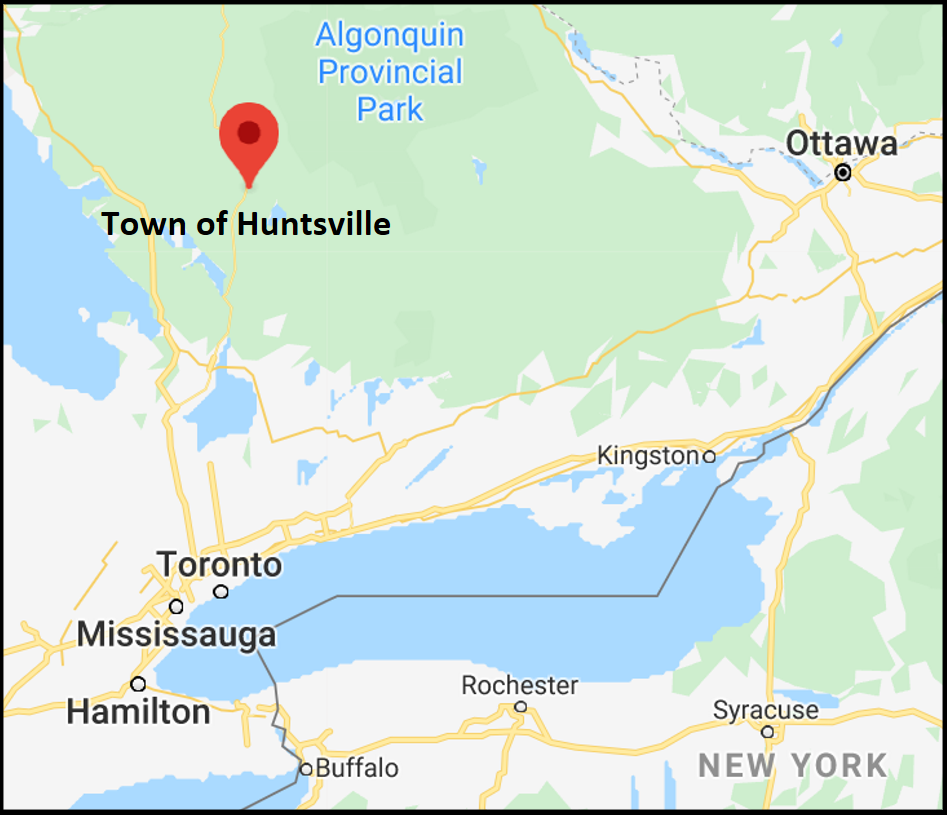 Algonquin
Provincial
Park
Ottawa
Town of Huntsville
Kingston
Toronto
Mississauga
Hamilton
Rochester
Syracuse
Buffalo
NEW YORK